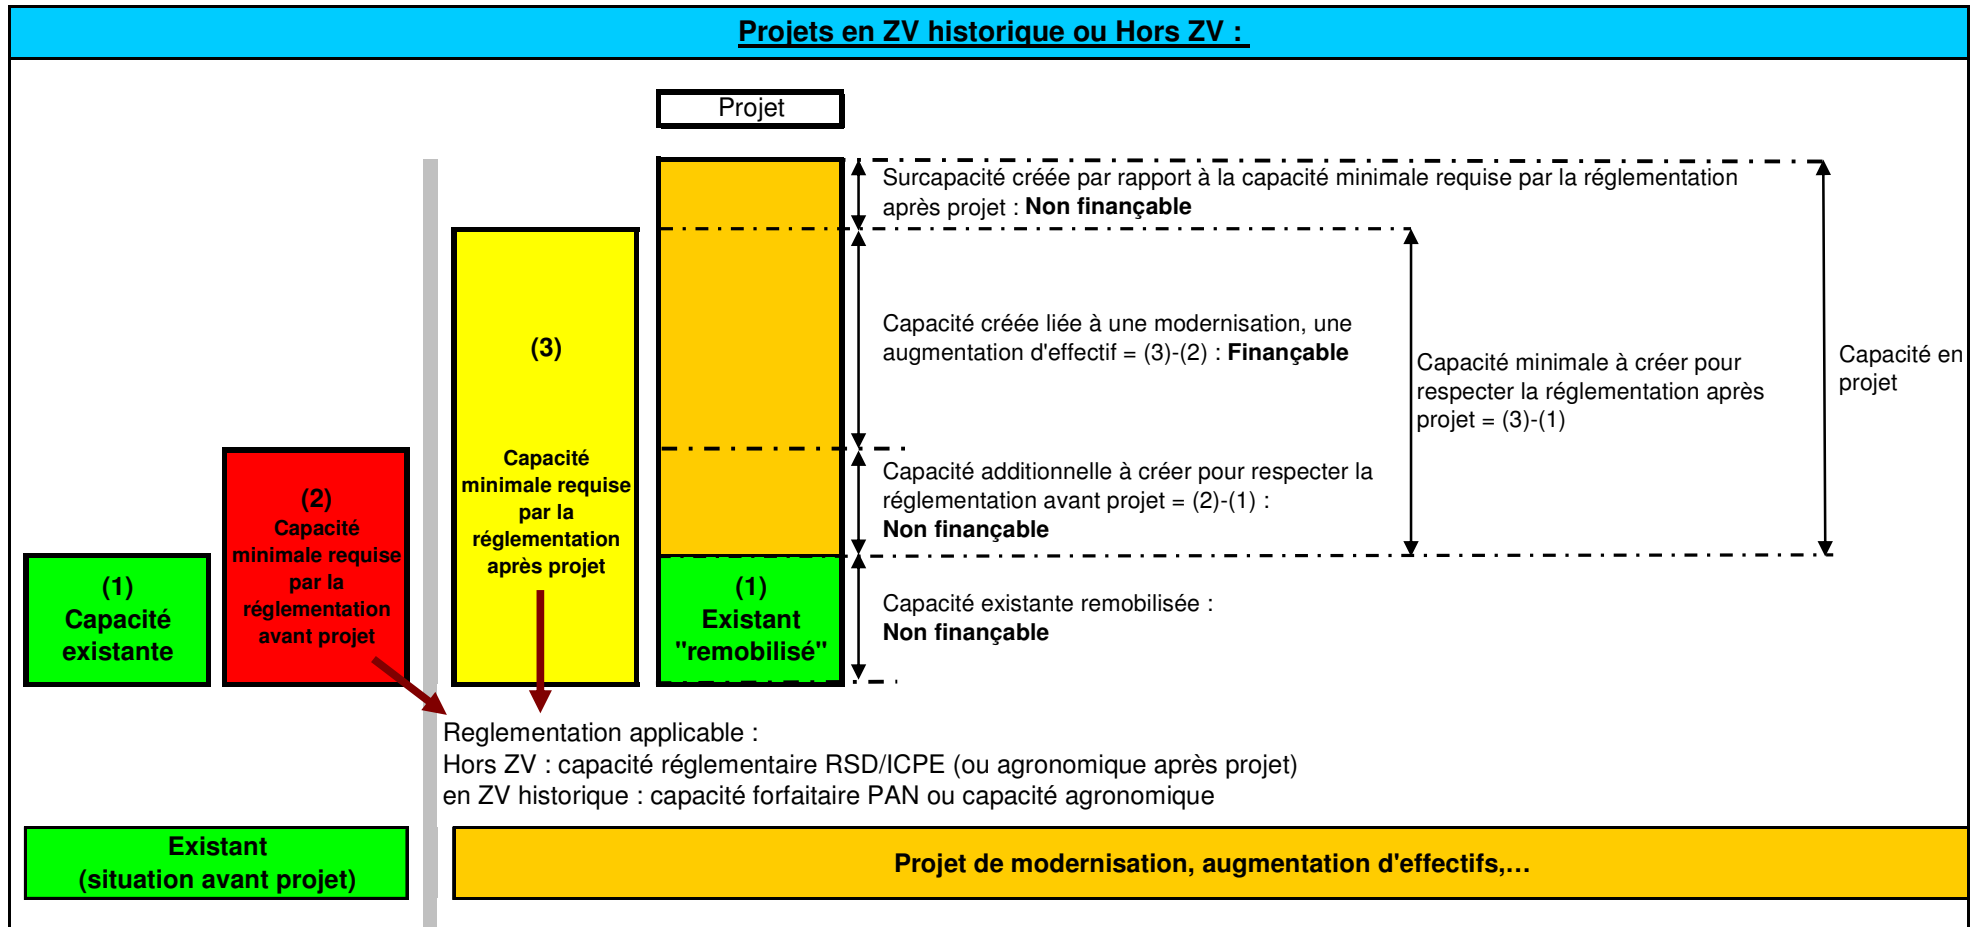 Projets en ZV historique ou Hors ZV :
Projet
Surcapacité créée par rapport à la capacité minimale requise par la réglementation
après projet : Non finançable
Capacité créée liée à une modernisation, une
augmentation d'effectif = (3)-(2) : Finançable
Capacité minimale à créer pour
respecter la réglementation après
projet = (3)-(1)
Capacité en
projet
Capacité additionnelle à créer pour respecter la
réglementation avant projet = (2)-(1) :
Non finançable
Capacité existante remobilisée :
Non finançable
(1)
Capacité
existante
(2)
Capacité
minimale requise
par la
réglementation
avant projet
(3)
Capacité
minimale requise
par la
réglementation
après projet
(1)
Existant
"remobilisé"
Reglementation applicable :
Hors ZV : capacité réglementaire RSD/ICPE (ou agronomique après projet)
en ZV historique : capacité forfaitaire PAN ou capacité agronomique
Existant
(situation avant projet)
Projet de modernisation, augmentation d'effectifs,...